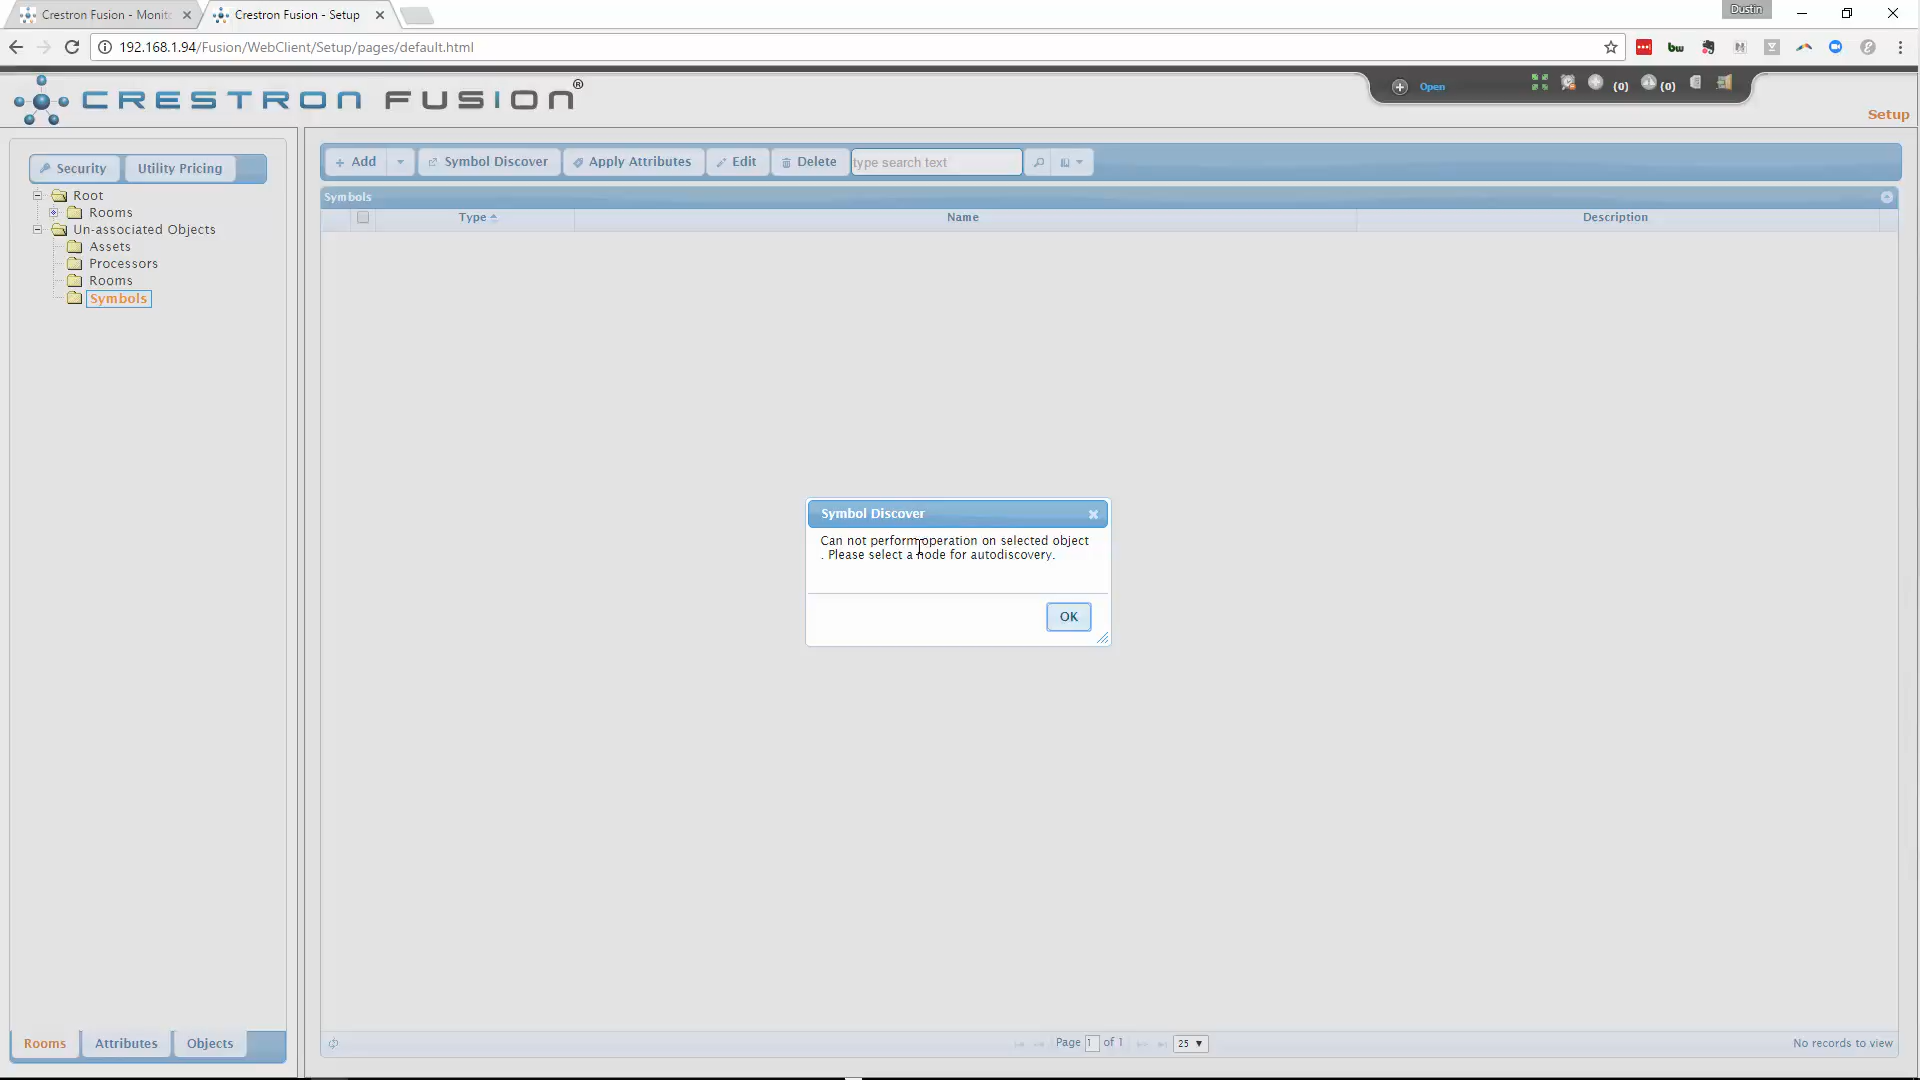 Crestron Fusion - Monit
Crestron Fusion - Setup
Dustin
192.168.1.94/Fusion/WebClient/Setup/pages/default.html
bw
CRESTRON FUSION®
Open
(0)
(0)
Setup
Security
Utility Pricing
Add
Symbol Discover
Apply Attributes
Edit
Delete
type search text
Root
Rooms
Un-associated Objects
Assets
Processors
Rooms
Symbols
Symbols
Type
Name
Description
Symbol Discover
Can not perform operation on selected object
. Please select a node for autodiscovery.
OK
Rooms
Attributes
Objects
Page 1 of 1
25
No records to view